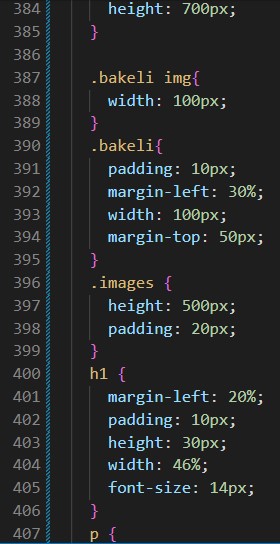 384 height: 700px;
385 }
386
387 .bakeli img{
388 width: 100px;
389 }
390 .bakeli{
391 padding: 10px;
392 margin-left: 30%;
393 width: 100px;
394 margin-top: 50px;
395 }
396 .images {
397 height: 500px;
398 padding: 20px;
399 }
400 h1 {
401 margin-left: 20%;
402 padding: 10px;
403 height: 30px;
404 width: 46%;
405 font-size: 14px;
406 }
407 p {